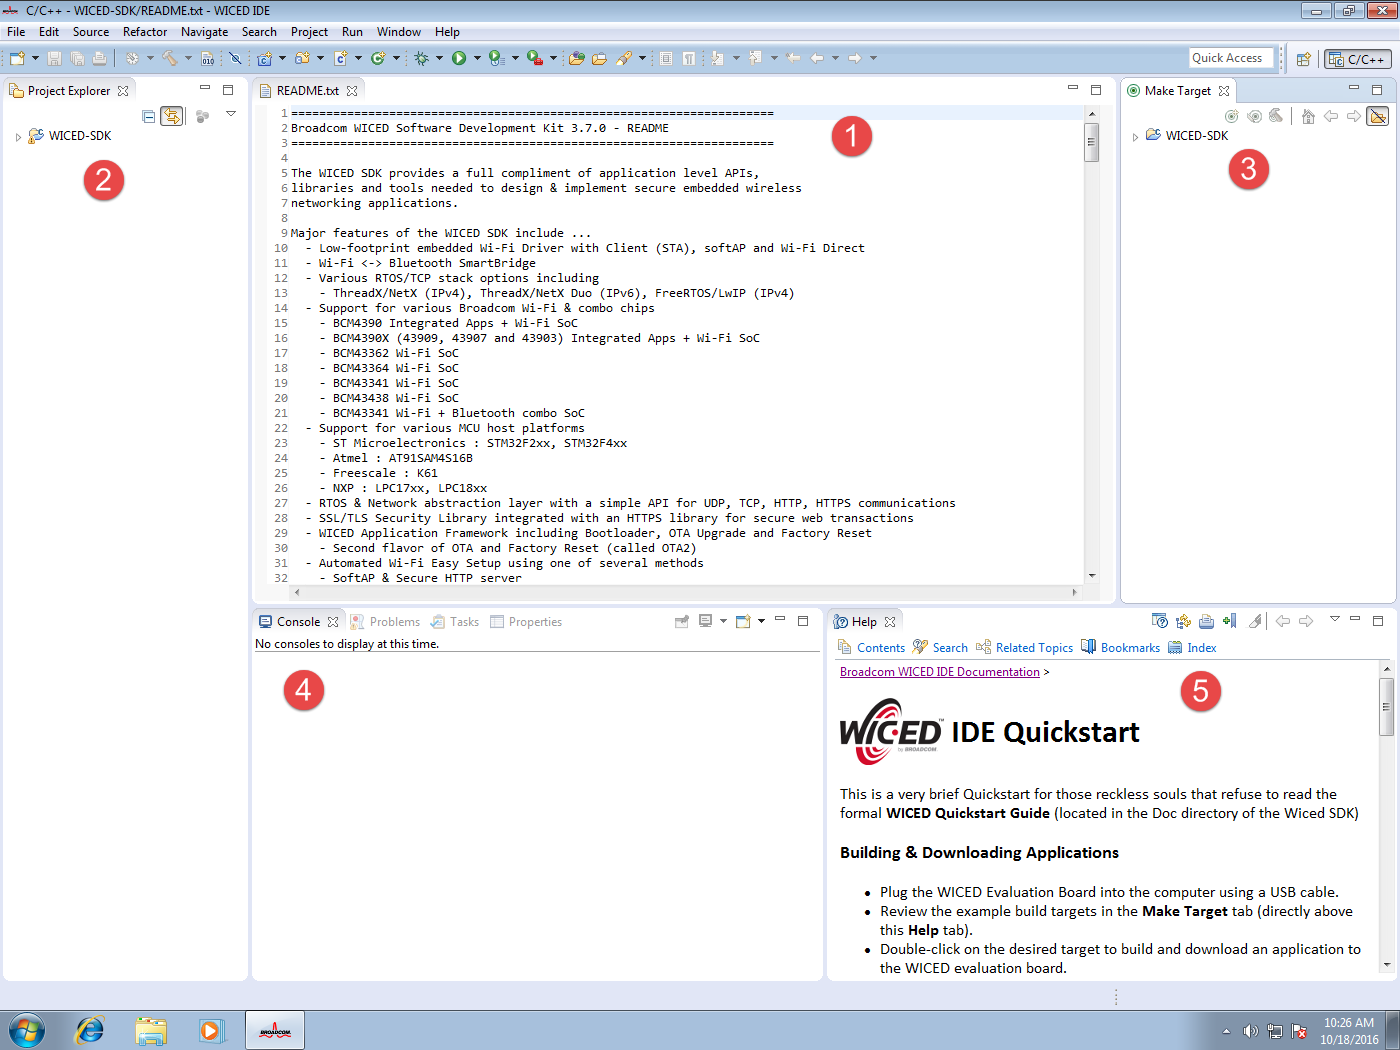 C/C++ - WICED-SDK/README.txt - WICED IDE
File Edit Source Refactor Navigate Search Project Run Window Help
010
Quick Access
C/C++
Project Explorer
WICED-SDK
2
README.txt
1 =====================================================================
2 Broadcom WICED Software Development Kit 3.7.0 - README
3 =====================================================================
4
5 The WICED SDK provides a full compliment of application level APIs,
6 libraries and tools needed to design & implement secure embedded wireless
7 networking applications.
8
9 Major features of the WICED SDK include ...
10 - Low-footprint embedded Wi-Fi Driver with Client (STA), softAP and Wi-Fi Direct
11 - Wi-Fi <-> Bluetooth SmartBridge
12 - Various RTOS/TCP stack options including
13 - ThreadX/NetX (IPv4), ThreadX/NetX Duo (IPv6), FreeRTOS/LwIP (IPv4)
14 - Support for various Broadcom Wi-Fi & combo chips
15 - BCM4390 Integrated Apps + Wi-Fi SoC
16 - BCM4390X (43909, 43907 and 43903) Integrated Apps + Wi-Fi SoC
17 - BCM43362 Wi-Fi SoC
18 - BCM43364 Wi-Fi SoC
19 - BCM43341 Wi-Fi SoC
20 - BCM43438 Wi-Fi SoC
21 - BCM43341 Wi-Fi + Bluetooth combo SoC
22 - Support for various MCU host platforms
23 - ST Microelectronics : STM32F2xx, STM32F4xx
24 - Atmel : AT91SAM4S16B
25 - Freescale : K61
26 - NXP : LPC17xx, LPC18xx
27 - RTOS & Network abstraction layer with a simple API for UDP, TCP, HTTP, HTTPS communications
28 - SSL/TLS Security Library integrated with an HTTPS library for secure web transactions
29 - WICED Application Framework including Bootloader, OTA Upgrade and Factory Reset
30 - Second flavor of OTA and Factory Reset (called OTA2)
31 - Automated Wi-Fi Easy Setup using one of several methods
32 - SoftAP & Secure HTTP server
1
Make Target
WICED-SDK
3
Console Problems Tasks Properties
No consoles to display at this time.
4
Help
Contents Search Related Topics Bookmarks Index
Broadcom WICED IDE Documentation >
5
WICED™ by BROADCOM IDE Quickstart
This is a very brief Quickstart for those reckless souls that refuse to read the
formal WICED Quickstart Guide (located in the Doc directory of the Wiced SDK)
Building & Downloading Applications
• Plug the WICED Evaluation Board into the computer using a USB cable.
• Review the example build targets in the Make Target tab (directly above
this Help tab).
• Double-click on the desired target to build and download an application to
the WICED evaluation board.
BROADCOM
10:26 AM
10/18/2016